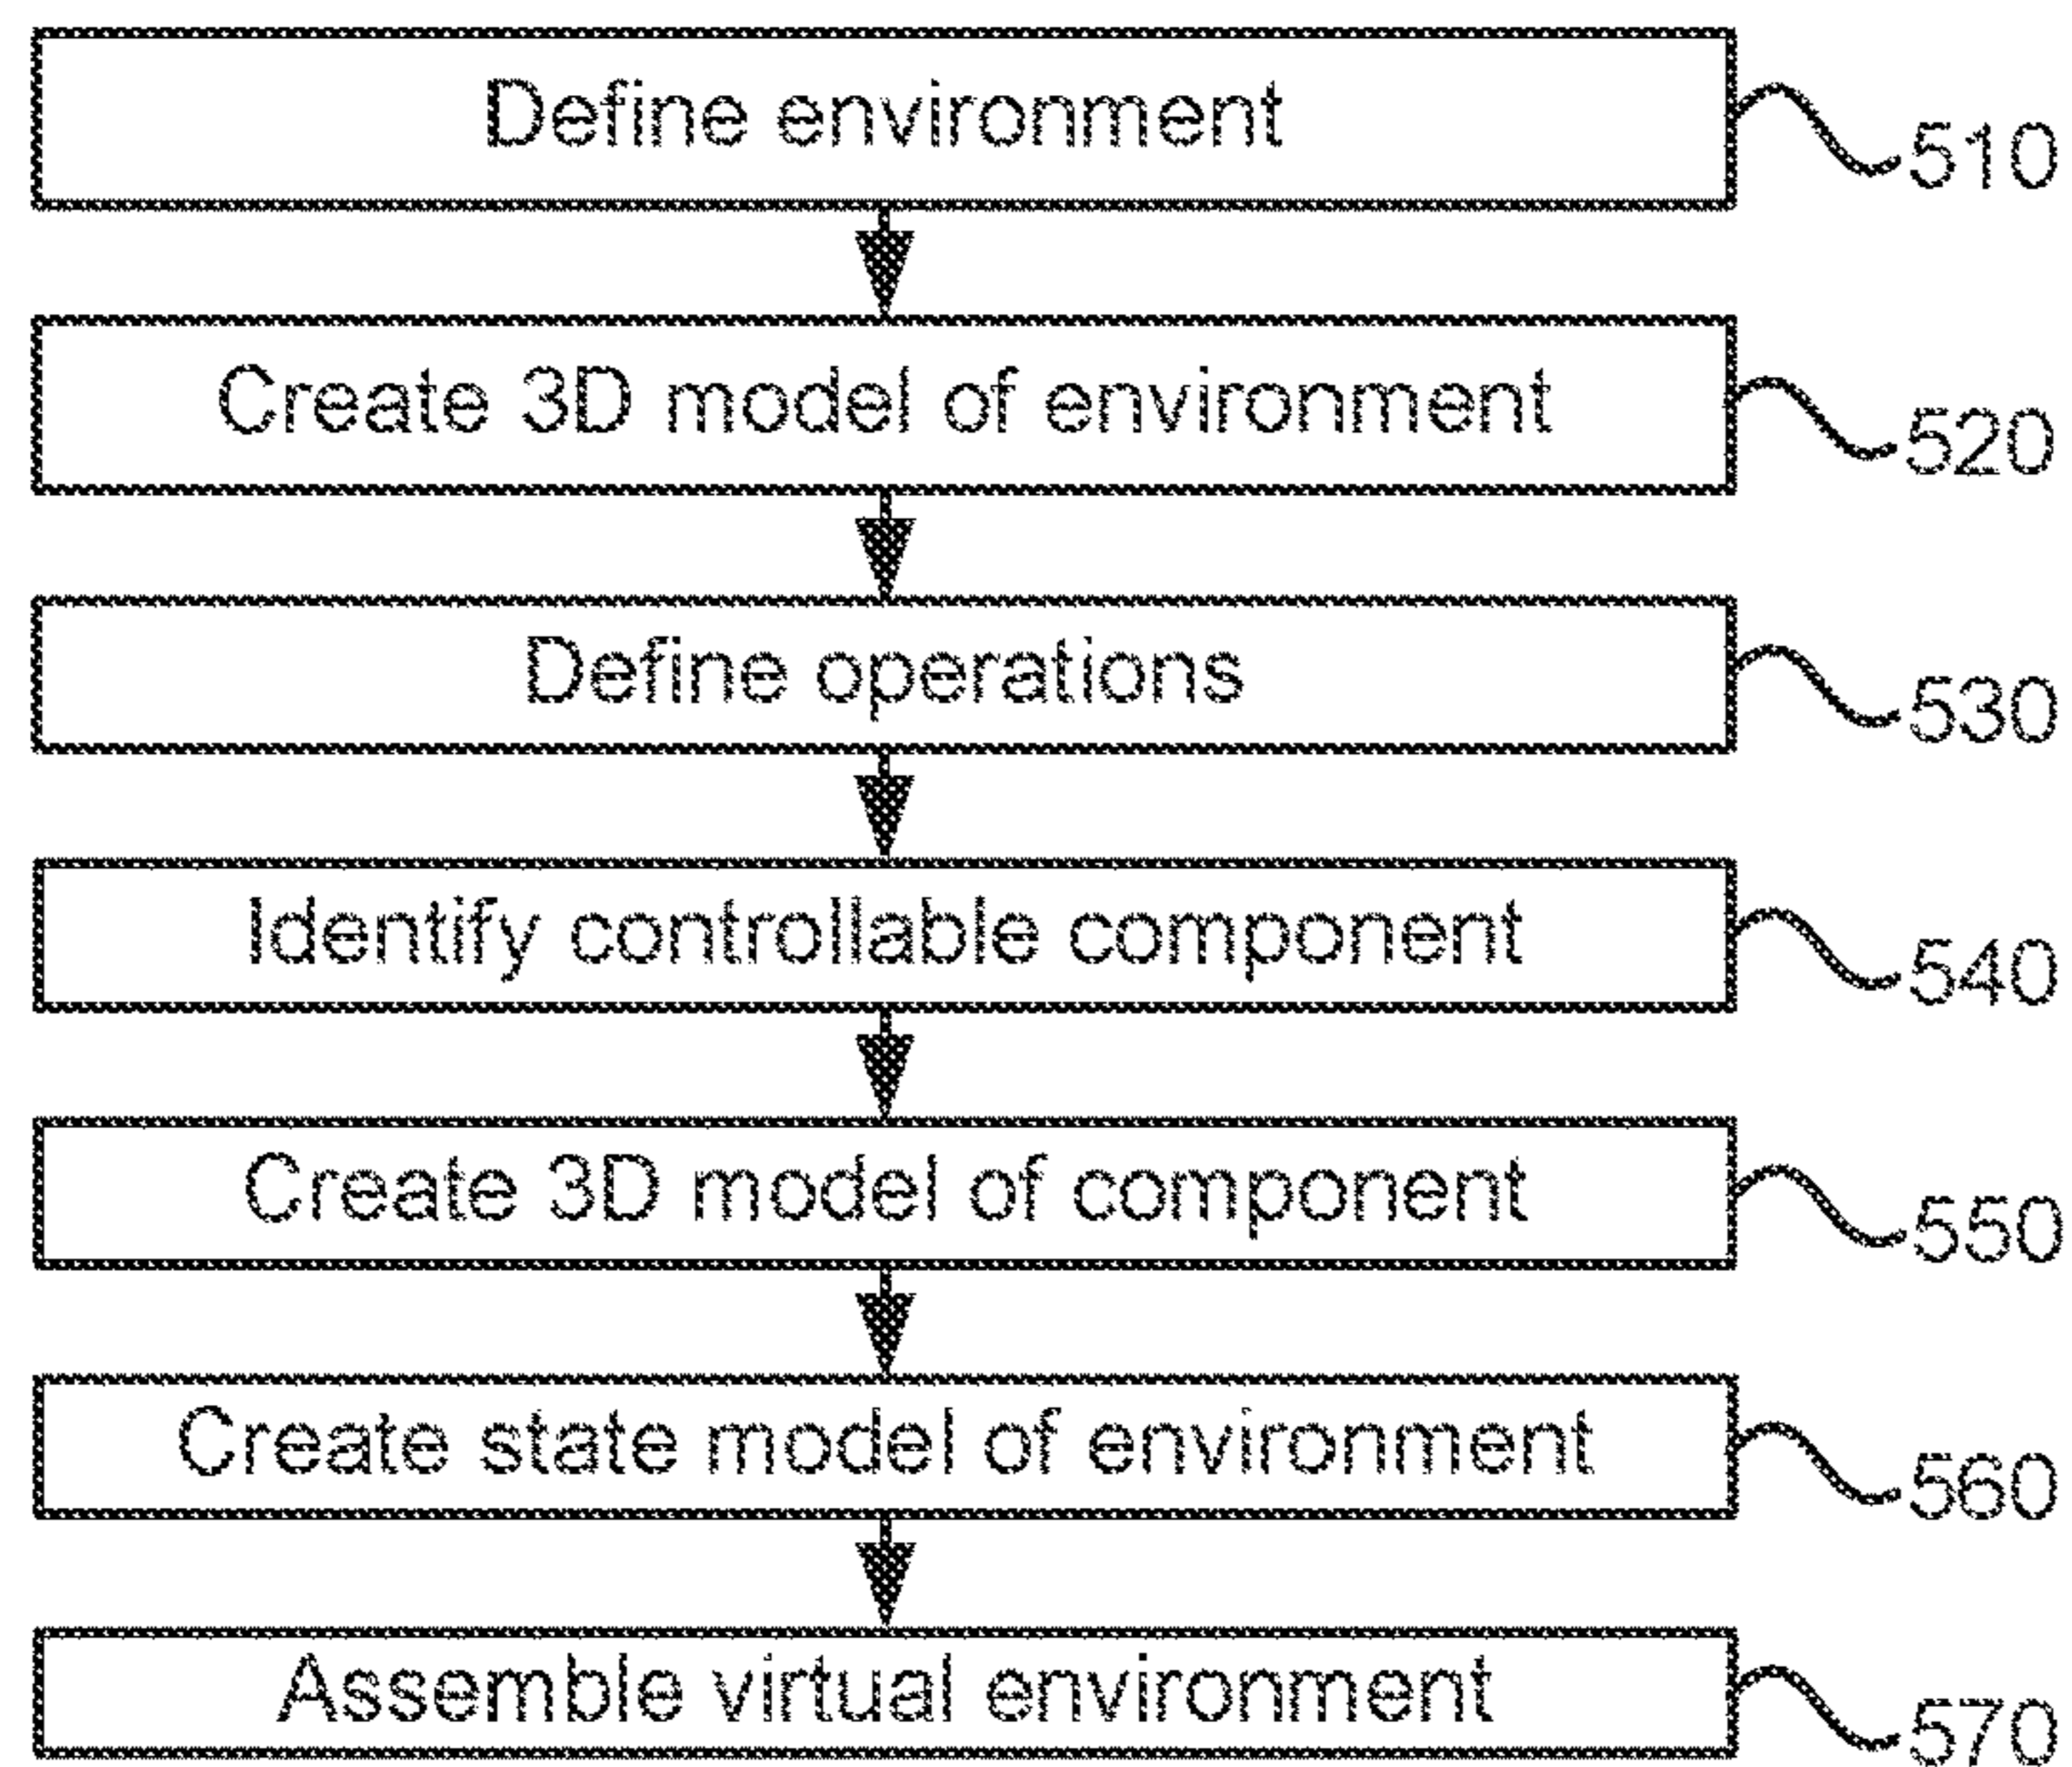 Define environment
510
Create 3D model of environment
520
Define operations
530
Identify controllable component
540
Create 3D model of component
550
Create state model of environment
560
Assemble virtual environment
570